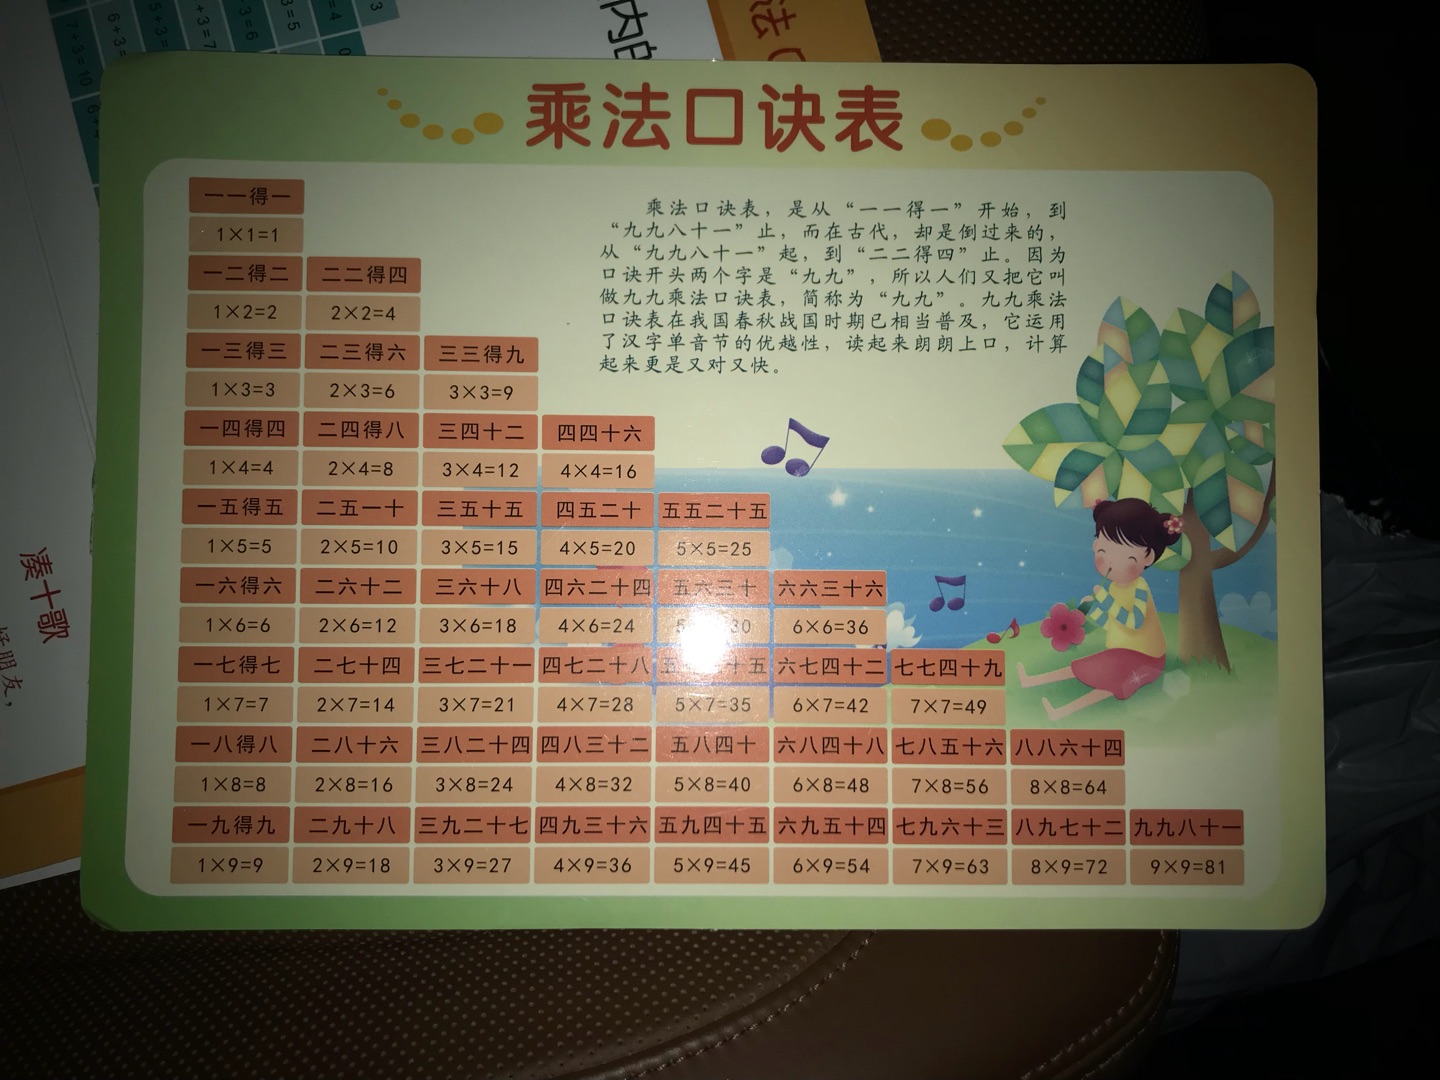 乘法口诀表
乘法口诀表，是从“一一得一”开始，到
“九九八十一”止，而在古代，却是倒过来的，
从“九九八十一”起，到“二二得四”止。因为
口诀开头两个字是“九九”，所以人们又把它叫
做九九乘法口诀表，简称为“九九”。九九乘法
口诀表在我国春秋战国时期已相当普及，它运用
了汉字单音节的优越性，读起来朗朗上口，计算
起来更是又对又快。
一一得一
1×1=1
一二得二 二二得四
1×2=2 2×2=4
一三得三 二三得六 三三得九
1×3=3 2×3=6 3×3=9
一四得四 二四得八 三四十二 四四十六
1×4=4 2×4=8 3×4=12 4×4=16
一五得五 二五一十 三五十五 四五二十 五五二十五
1×5=5 2×5=10 3×5=15 4×5=20 5×5=25
一六得六 二六十二 三六十八 四六二十四 五六三十 六六三十六
1×6=6 2×6=12 3×6=18 4×6=24 6×6=36
一七得七 二七十四 三七二十一 四七二十八 六七四十二 七七四十九
1×7=7 2×7=14 3×7=21 4×7=28 5×7=35 6×7=42 7×7=49
一八得八 二八十六 三八二十四 四八三十二 五八四十 六八四十八 七八五十六 八八六十四
1×8=8 2×8=16 3×8=24 4×8=32 5×8=40 6×8=48 7×8=56 8×8=64
一九得九 二九十八 三九二十七 四九三十六 五九四十五 六九五十四 七九六十三 八九七十二 九九八十一
1×9=9 2×9=18 3×9=27 4×9=36 5×9=45 6×9=54 7×9=63 8×9=72 9×9=81
凑十歌
好朋友，